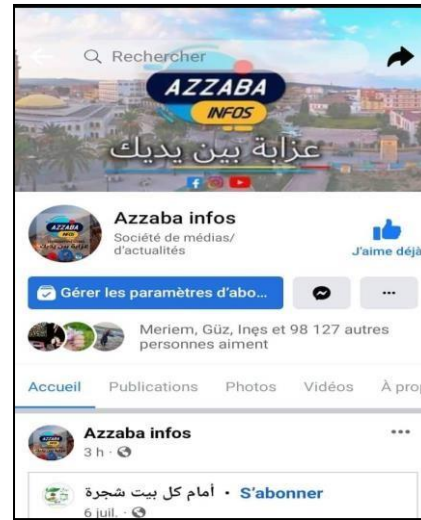 Rechercher
AZZABA
INFOS
عزابة بين يديك
Azzaba infos
Société de médias/
d'actualités
J'aime déjà
Gérer les paramètres d'abo...
Meriem, Güz, Inęs et 98 127 autres
personnes aiment
Accueil Publications Photos Vidéos À prop
Azzaba infos
3 h
أمام كل بيت شجرة • S'abonner
6 juil.